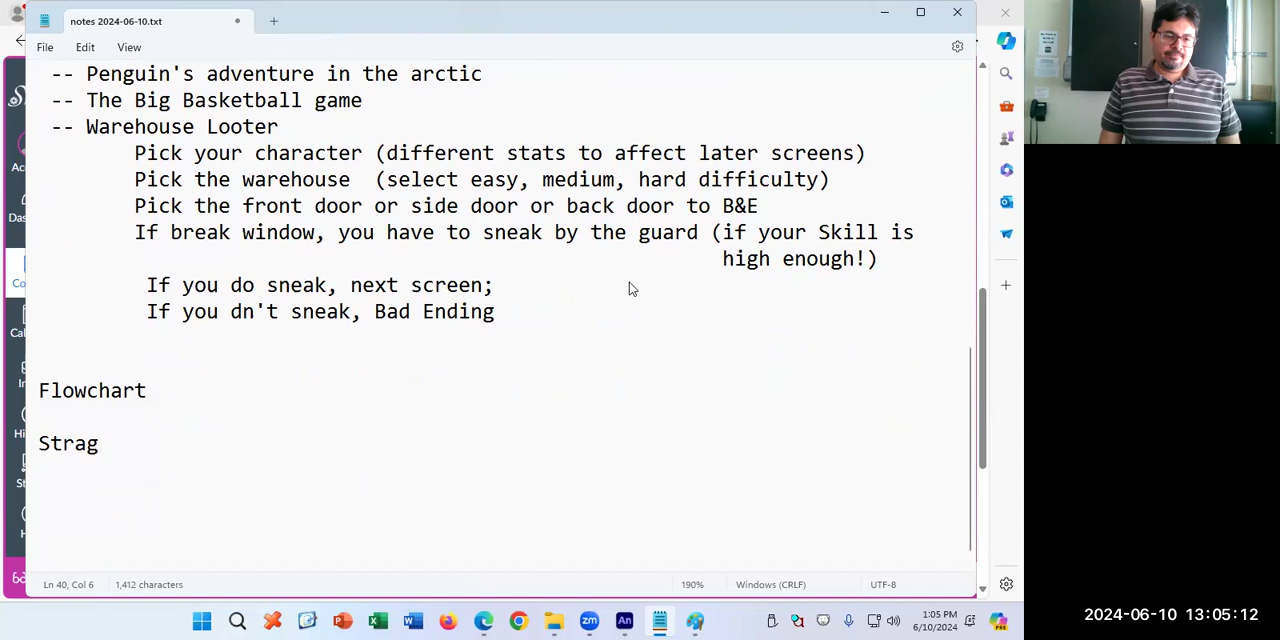 notes 2024-06-10.txt
File Edit View
-- Penguin's adventure in the arctic
-- The Big Basketball game
-- Warehouse Looter
Pick your character (different stats to affect later screens)
Pick the warehouse (select easy, medium, hard difficulty)
Pick the front door or side door or back door to B&E
If break window, you have to sneak by the guard (if your Skill is
high enough!)
If you do sneak, next screen;
If you dn't sneak, Bad Ending
Flowchart
Strag
Ln 40, Col 6 1,412 characters 190% Windows (CRLF) UTF-8
1:05 PM
6/10/2024
2024-06-10 13:05:12